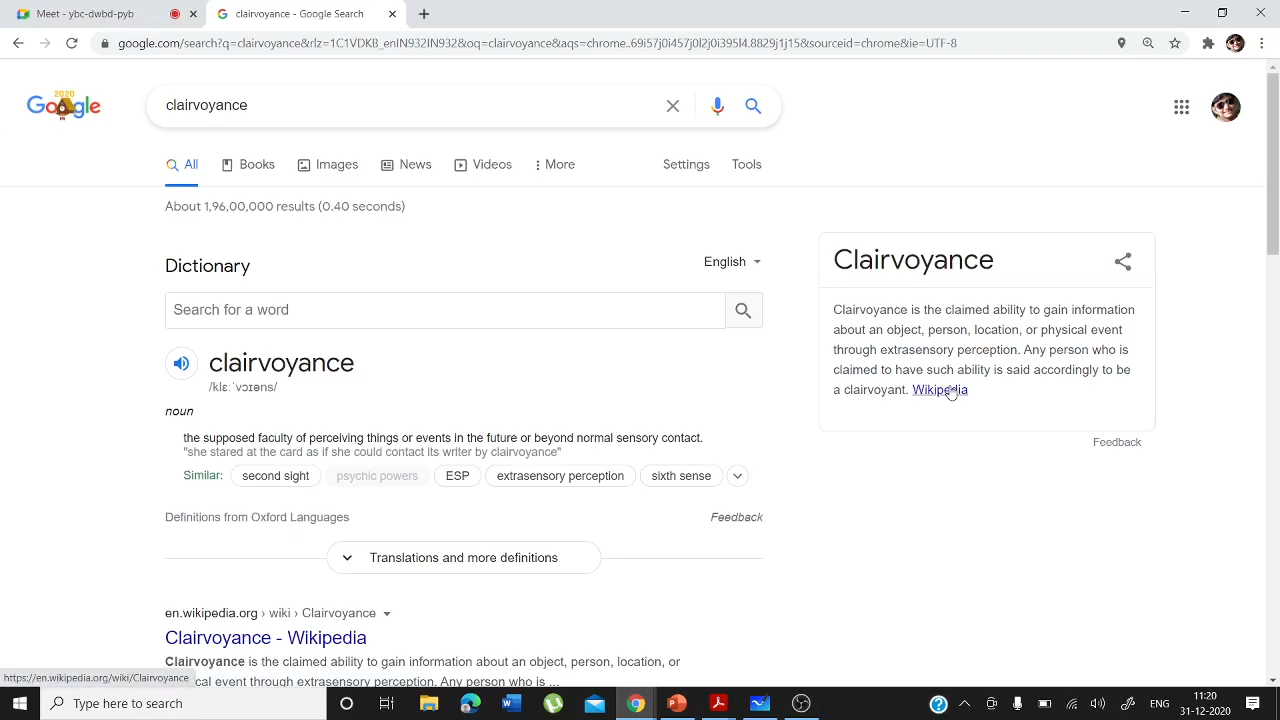 Meet - ybc-dwbd-pyb
clairvoyance - Google Search
google.com/search?q=clairvoyance&rlz=1C1VDKB_enIN932IN932&oq=clairvoyance&aqs=chrome..69i57j0i457j0l2j0i395l4.8829j1j15&sourceid=chrome&ie=UTF-8
2020
Google
clairvoyance
All Books Images News Videos More Settings Tools
About 1,96,00,000 results (0.40 seconds)
Dictionary
English
Search for a word
clairvoyance
/klɛːˈvɔɪəns/
noun
the supposed faculty of perceiving things or events in the future or beyond normal sensory contact.
"she stared at the card as if she could contact its writer by clairvoyance"
Similar: second sight psychic powers ESP extrasensory perception sixth sense
Definitions from Oxford Languages
Feedback
Translations and more definitions
en.wikipedia.org › wiki › Clairvoyance
Clairvoyance - Wikipedia
Clairvoyance is the claimed ability to gain information about an object, person, location, or
cal event through extrasensory perception. Any person who is ...
Clairvoyance
Clairvoyance is the claimed ability to gain information
about an object, person, location, or physical event
through extrasensory perception. Any person who is
claimed to have such ability is said accordingly to be
a clairvoyant. Wikipedia
Feedback
https://en.wikipedia.org/wiki/Clairvoyance
Type here to search
ENG
11:20
31-12-2020